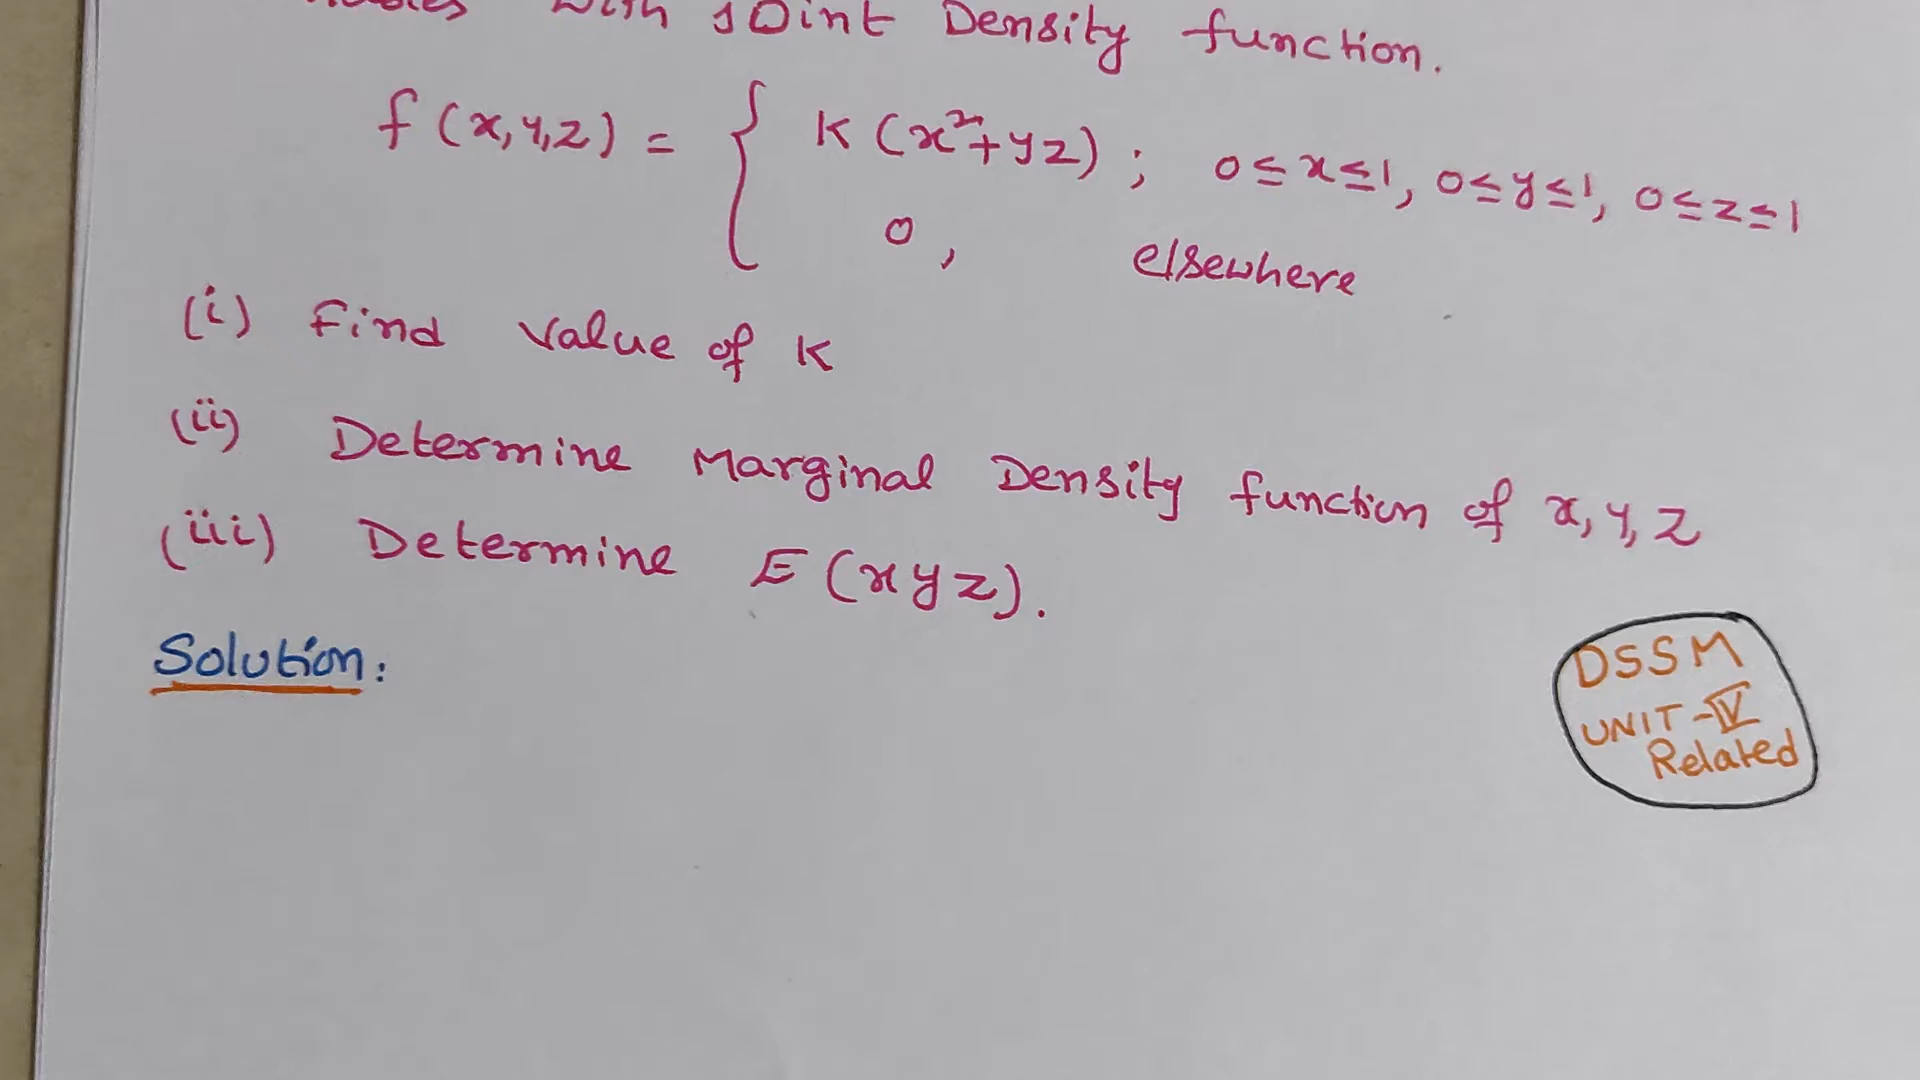 with Joint Density function.
f(x,y,z) = { K(x²+yz) ; 0≤x≤1, 0≤y≤1, 0≤z≤1
0 , elsewhere
(i) find value of K
(ii) Determine Marginal Density function of x, y, z
(iii) Determine E(xyz).
Solution:
DSSM
UNIT-IV
Related